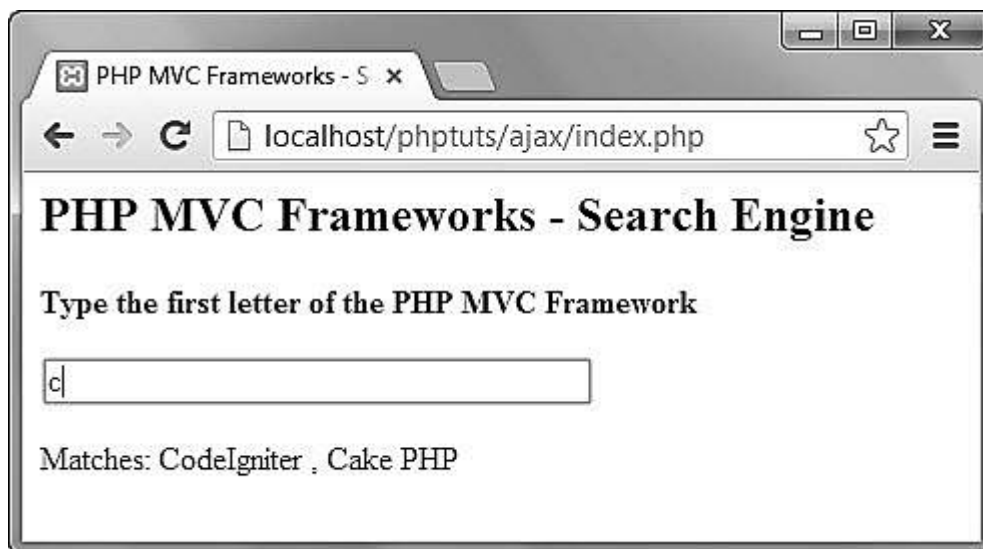 PHP MVC Frameworks - S
localhost/phptuts/ajax/index.php
PHP MVC Frameworks - Search Engine
Type the first letter of the PHP MVC Framework
c
Matches: CodeIgniter , Cake PHP